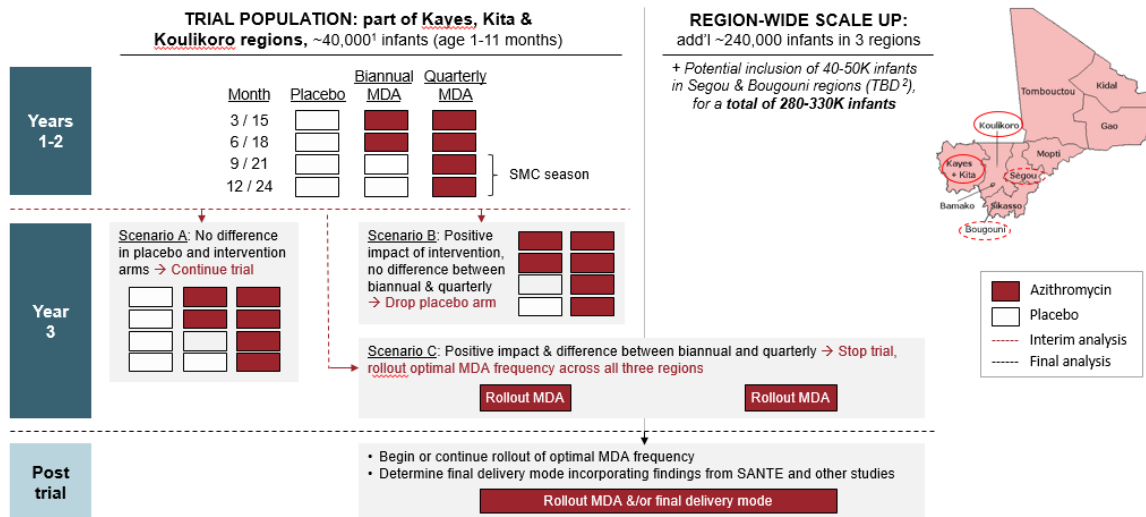 TRIAL POPULATION: part of Kayes, Kita &
Koulikoro regions, ~40,000¹ infants (age 1-11 months)
REGION-WIDE SCALE UP:
add'l ~240,000 infants in 3 regions
+ Potential inclusion of 40-50K infants
in Segou & Bougouni regions (TBD ²),
for a total of 280-330K infants
Years
1-2
Month
Placebo
Biannual
MDA
Quarterly
MDA
3 / 15
6 / 18
9 / 21
12 / 24
SMC season
Tombouctou
Kidal
Gao
Koulikoro
Mopti
Kayes
+ Kita
Ségou
Bamako
Sikasso
Bougouni
Year
3
Scenario A: No difference
in placebo and intervention
arms → Continue trial
Scenario B: Positive
impact of intervention,
no difference between
biannual & quarterly
→ Drop placebo arm
Scenario C: Positive impact & difference between biannual and quarterly → Stop trial,
rollout optimal MDA frequency across all three regions
Rollout MDA
Rollout MDA
Azithromycin
Placebo
Interim analysis
Final analysis
Post
trial
• Begin or continue rollout of optimal MDA frequency
• Determine final delivery mode incorporating findings from SANTE and other studies
Rollout MDA &/or final delivery mode